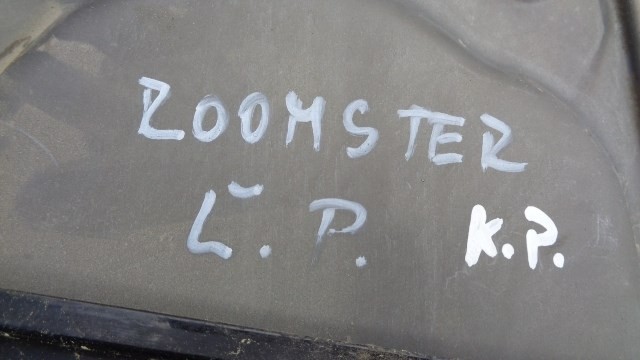 ROOMSTER
L. P. K.P.